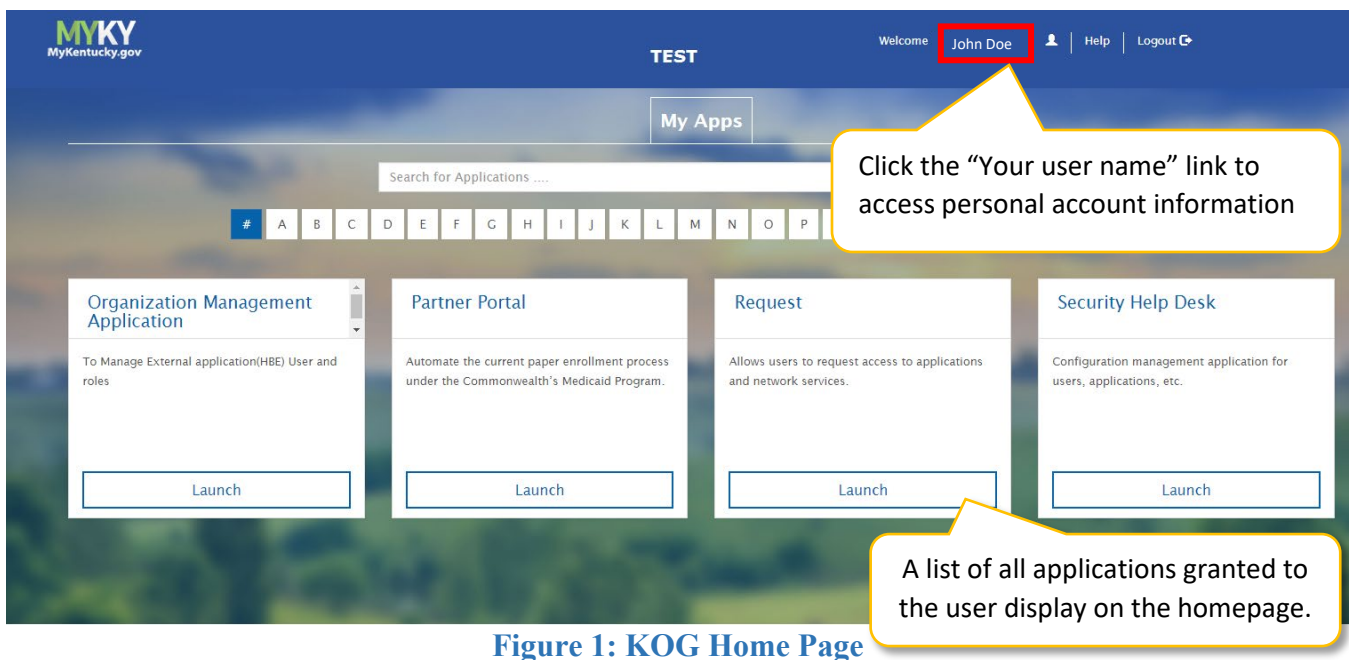 MYKY
MyKentucky.gov
TEST
Welcome John Doe Help Logout
My Apps
Search for Applications ....
# A B C D E F G H I J K L M N O P
Click the “Your user name” link to
access personal account information
Organization Management
Application
To Manage External application(HBE) User and
roles
Launch
Partner Portal
Automate the current paper enrollment process
under the Commonwealth's Medicaid Program.
Launch
Request
Allows users to request access to applications
and network services.
Launch
Security Help Desk
Configuration management application for
users, applications, etc.
Launch
A list of all applications granted to
the user display on the homepage.
Figure 1: KOG Home Page